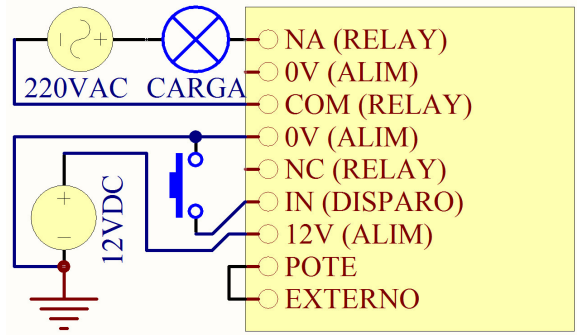 NA (RELAY)
0V (ALIM)
220VAC CARGA
COM (RELAY)
0V (ALIM)
NC (RELAY)
12VDC
IN (DISPARO)
12V (ALIM)
POTE
EXTERNO